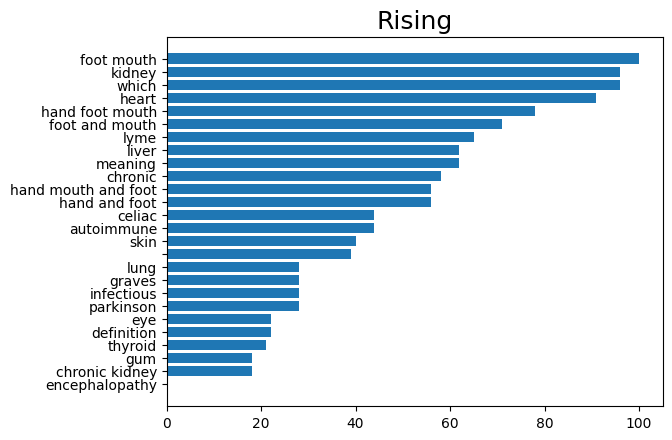 Rising
foot mouth
kidney
which
heart
hand foot mouth
foot and mouth
lyme
liver
meaning
chronic
hand mouth and foot
hand and foot
celiac
autoimmune
skin
lung
graves
infectious
parkinson
eye
definition
thyroid
gum
chronic kidney
encephalopathy
0 20 40 60 80 100